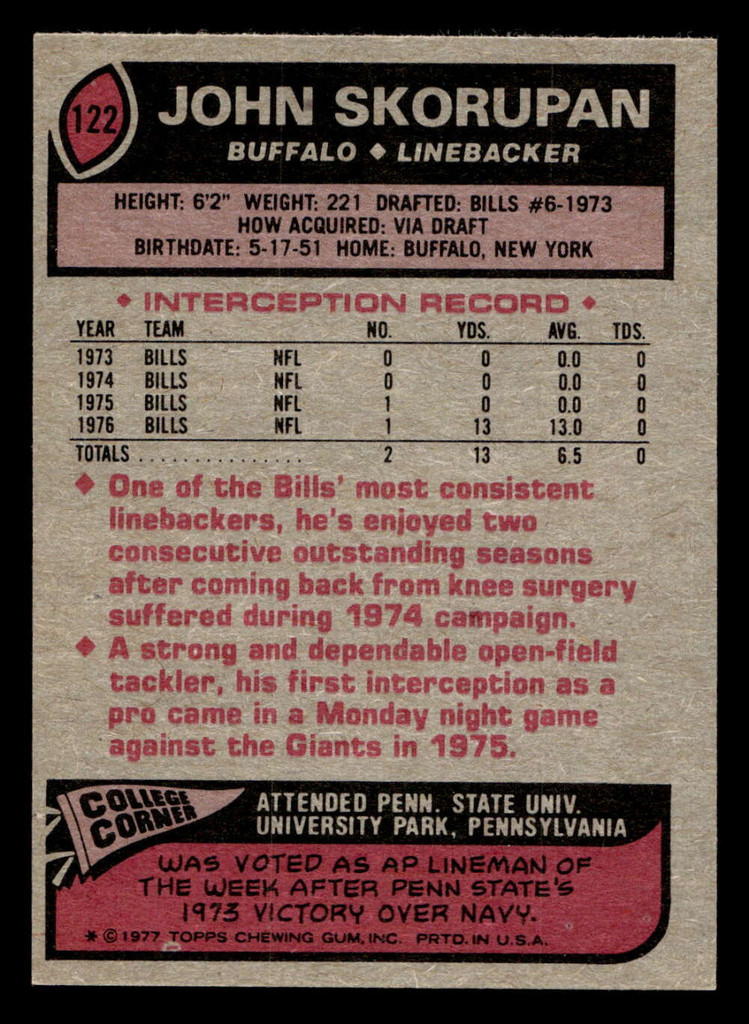 122
JOHN SKORUPAN
BUFFALO ◆ LINEBACKER
HEIGHT: 6'2" WEIGHT: 221 DRAFTED: BILLS #6-1973
HOW ACQUIRED: VIA DRAFT
BIRTHDATE: 5-17-51 HOME: BUFFALO, NEW YORK
◆ INTERCEPTION RECORD ◆
YEAR TEAM NO. YDS. AVG. TDS.
1973 BILLS NFL 0 0 0.0 0
1974 BILLS NFL 0 0 0.0 0
1975 BILLS NFL 1 0 0.0 0
1976 BILLS NFL 1 13 13.0 0
TOTALS . . . . . . . . . . . . . . . 2 13 6.5 0
◆ One of the Bills' most consistent
linebackers, he's enjoyed two
consecutive outstanding seasons
after coming back from knee surgery
suffered during 1974 campaign.
◆ A strong and dependable open-field
tackler, his first interception as a
pro came in a Monday night game
against the Giants in 1975.
COLLEGE
CORNER
ATTENDED PENN. STATE UNIV.
UNIVERSITY PARK, PENNSYLVANIA
WAS VOTED AS AP LINEMAN OF
THE WEEK AFTER PENN STATE'S
1973 VICTORY OVER NAVY.
* © 1977 TOPPS CHEWING GUM, INC. PRTD. IN U.S.A.